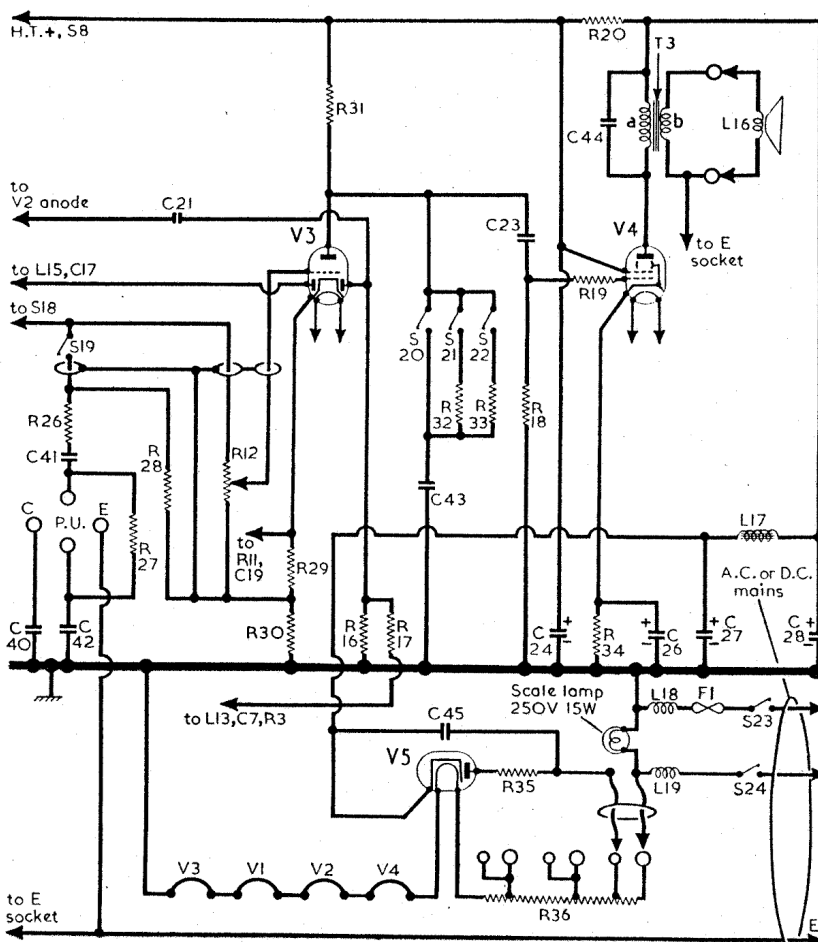 H.T.+, S8
R20
T3
R31
C44
a
b
L16
to
V2 anode
C21
C23
V3
V4
to E
socket
to L15, C17
R19
to S18
S19
S
20
S
21
S
22
R26
R
32
R
33
R
18
C41
R
28
R12
C
P.U.
E
R
27
C43
L17
to
R11,
C19
R29
A.C. or D.C.
mains
C
40
C
42
R30
R
16
R
17
+
-
C
24
R
34
+
-
C
26
+
-
C
27
C
28
+
-
Scale lamp
250V 15W
L18
F1
S23
to L13, C7, R3
C45
V5
R35
L19
S24
V3
V1
V2
V4
R36
to E
socket
E